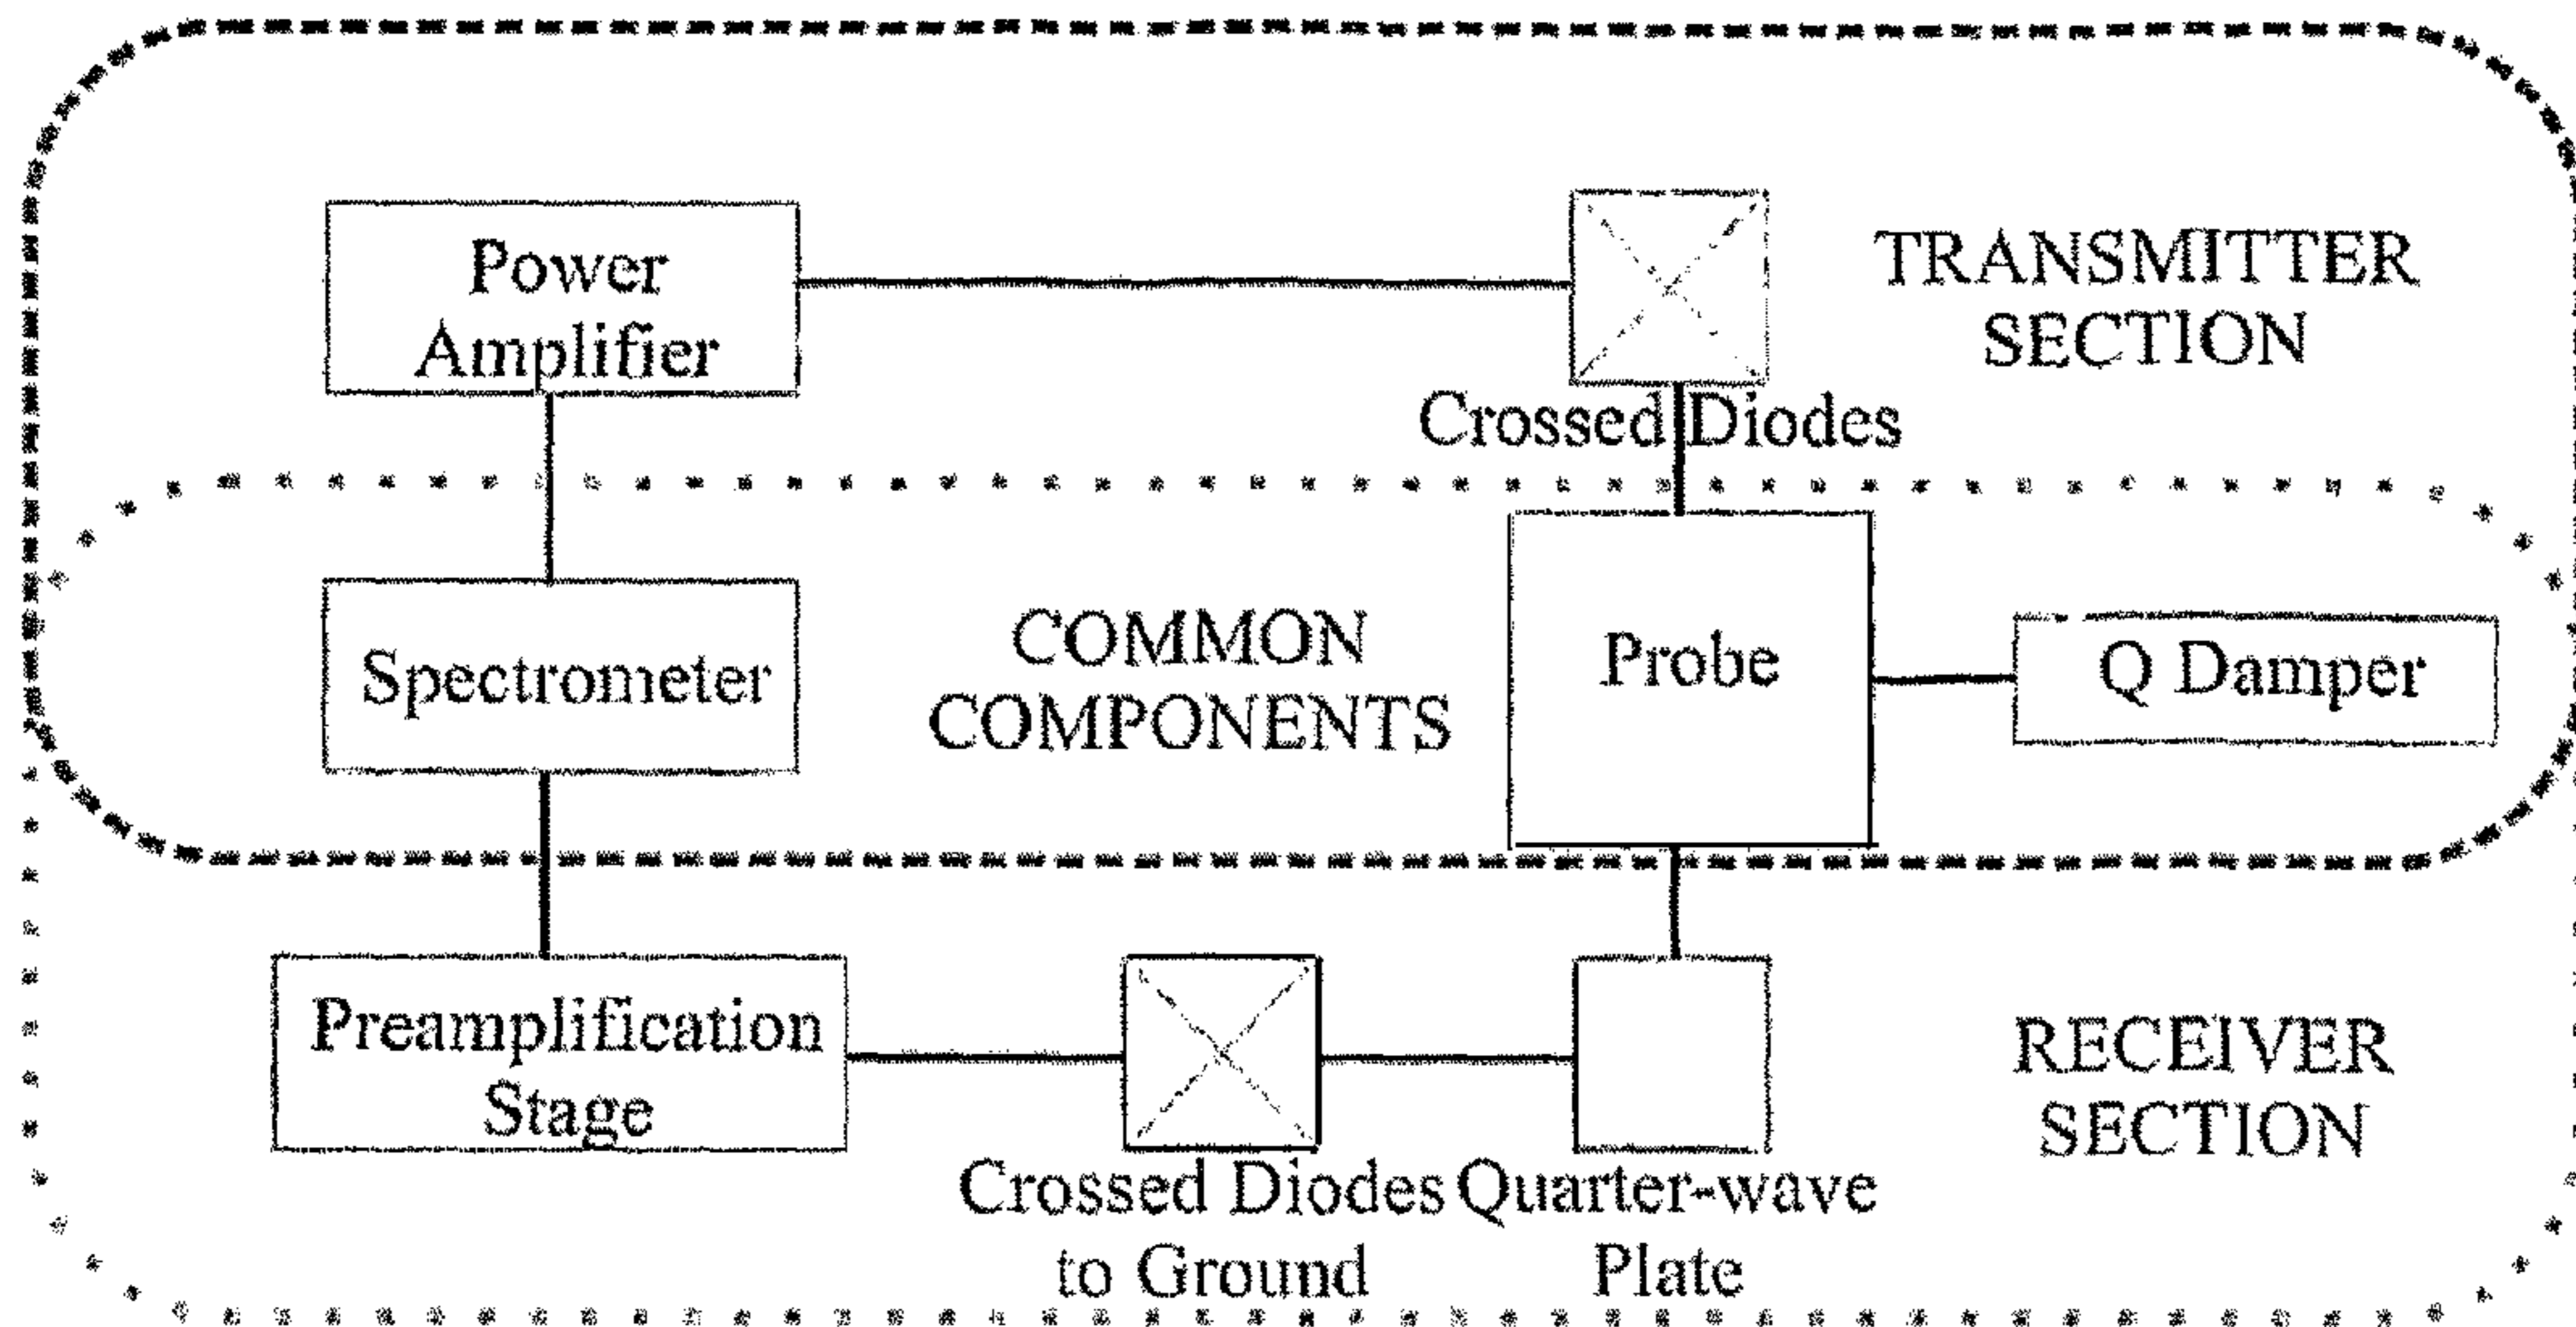 Power
Amplifier
TRANSMITTER
SECTION
Crossed Diodes
Spectrometer
COMMON
COMPONENTS
Probe
Q Damper
Preamplification
Stage
Crossed Diodes
to Ground
Quarter-wave
Plate
RECEIVER
SECTION